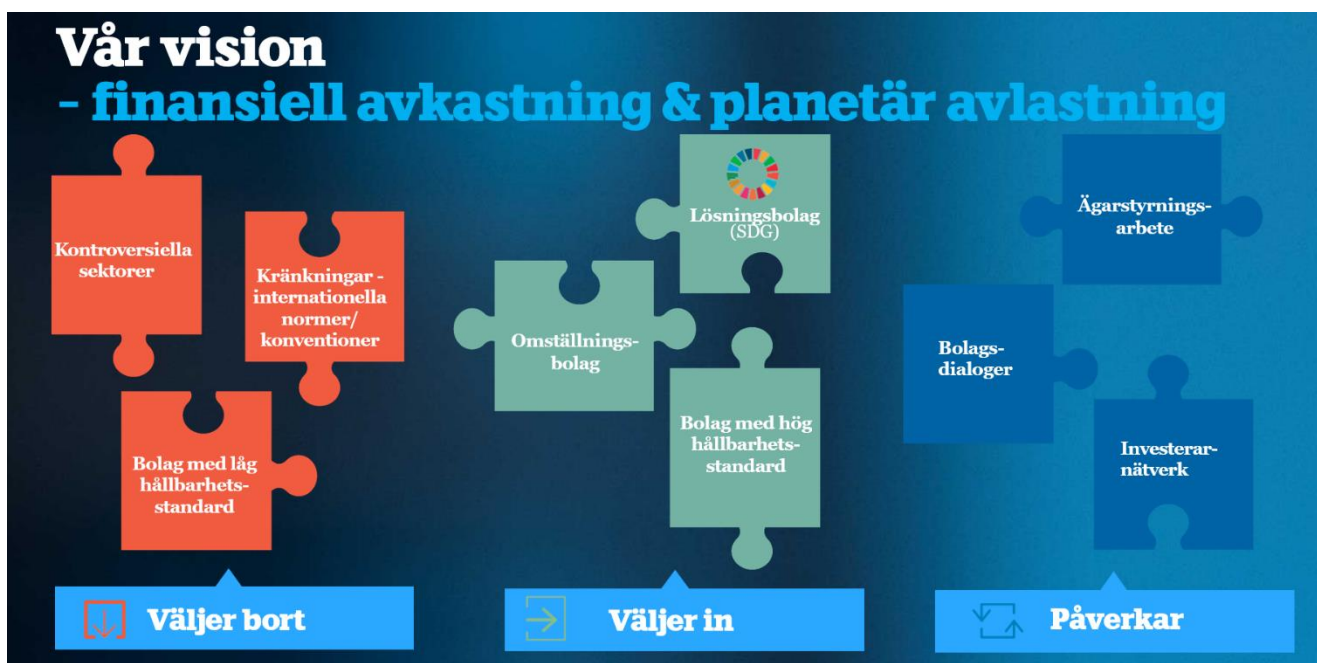 Vår vision
- finansiell avkastning & planetär avlastning
Kontroversiella
sektorer
Kränkningar -
internationella
normer/
konventioner
Bolag med låg
hållbarhets-
standard
Väljer bort
Lösningsbolag
(SDG)
Omställnings-
bolag
Bolag med hög
hållbarhets-
standard
Väljer in
Ägarstyrnings-
arbete
Bolags-
dialoger
Investerar-
nätverk
Påverkar